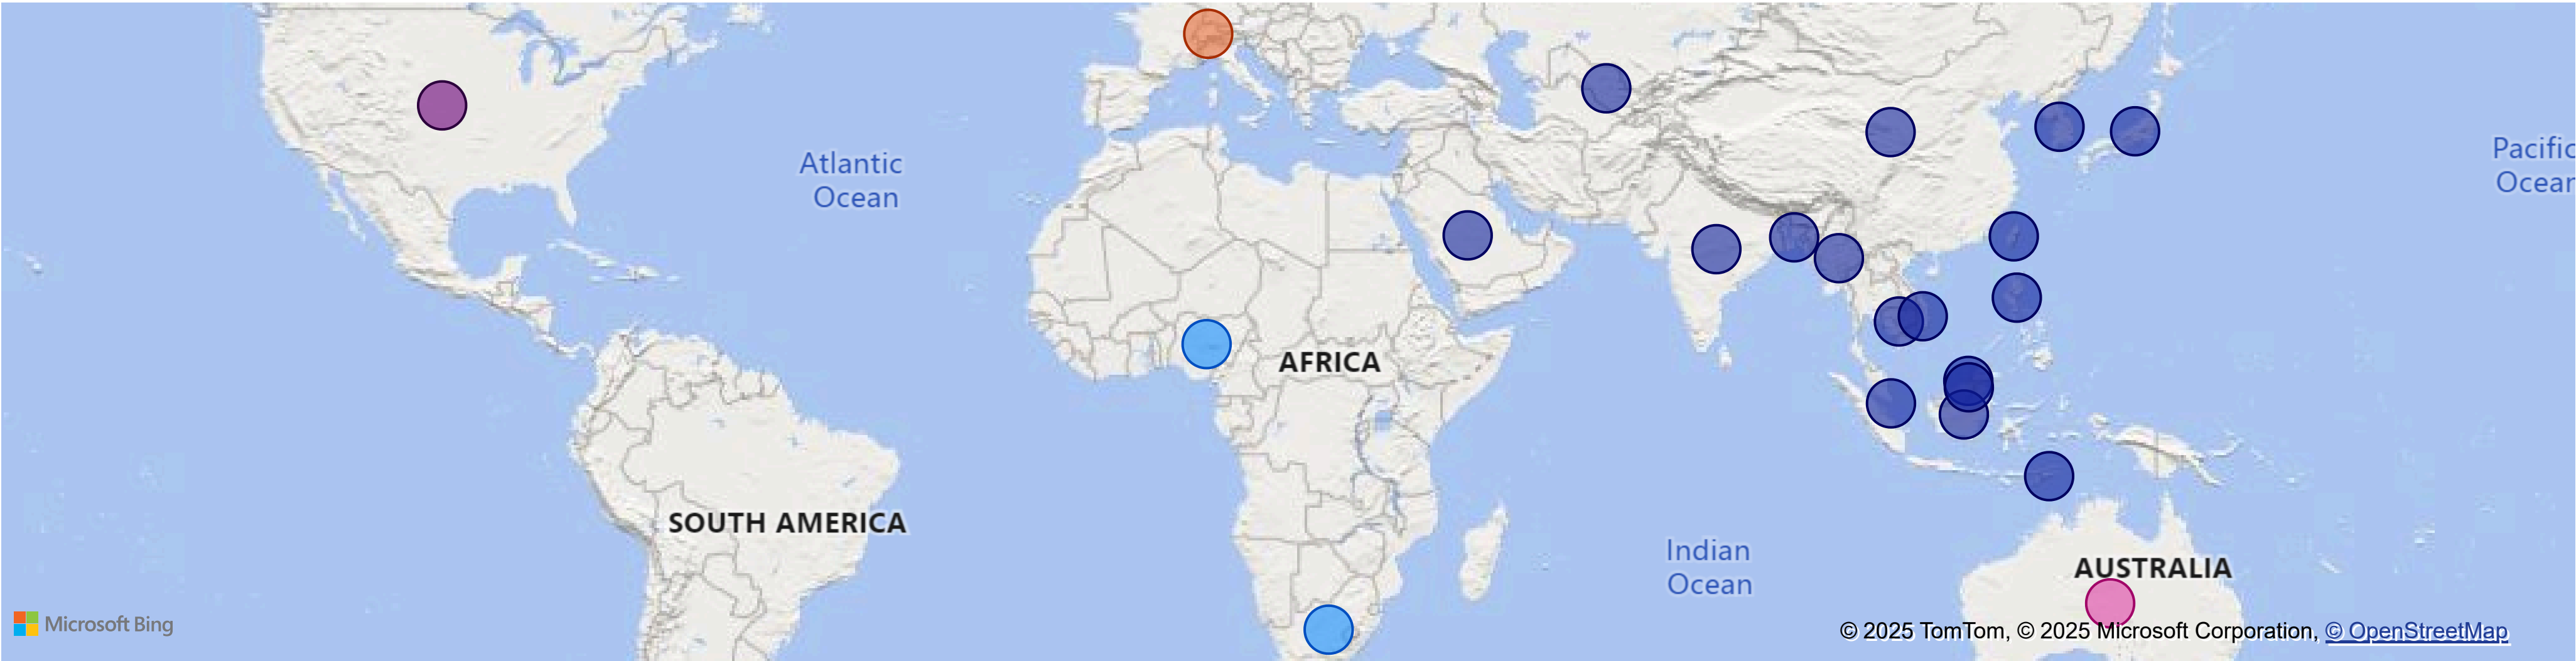 Atlantic
Ocean
Pacific
Ocean
AFRICA
SOUTH AMERICA
Indian
Ocean
AUSTRALIA
Microsoft Bing
© 2025 TomTom, © 2025 Microsoft Corporation, © OpenStreetMap